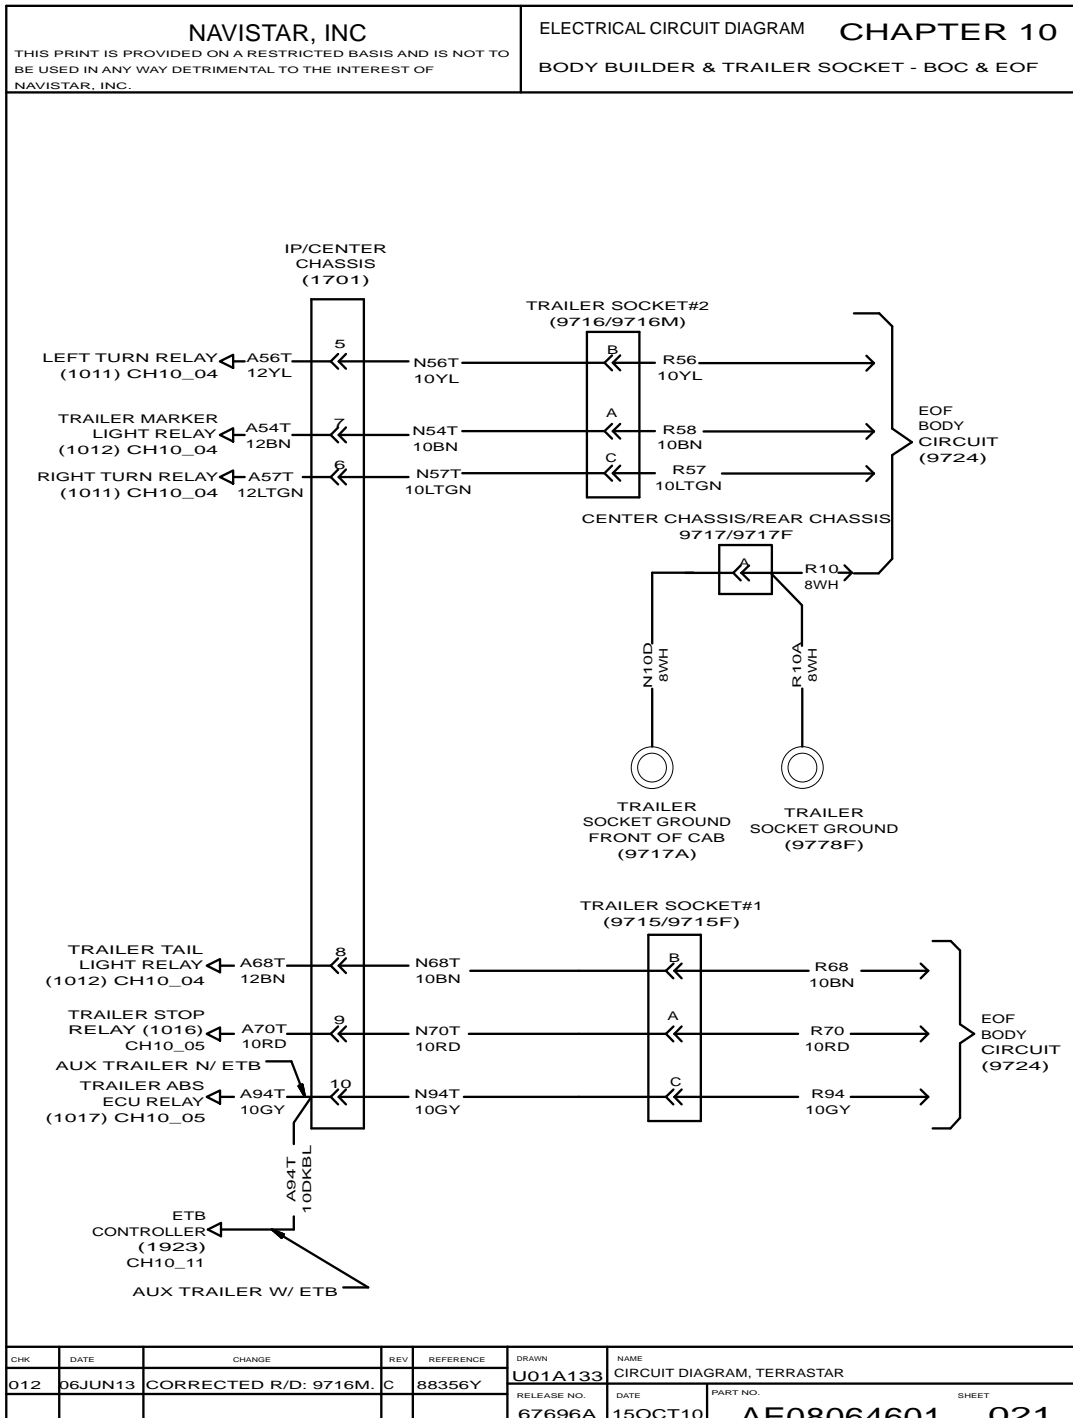 NAVISTAR, INC
THIS PRINT IS PROVIDED ON A RESTRICTED BASIS AND IS NOT TO
BE USED IN ANY WAY DETRIMENTAL TO THE INTEREST OF
NAVISTAR, INC.
ELECTRICAL CIRCUIT DIAGRAM CHAPTER 10
BODY BUILDER & TRAILER SOCKET - BOC & EOF
IP/CENTER
CHASSIS
(1701)
TRAILER SOCKET#2
(9716/9716M)
LEFT TURN RELAY
(1011) CH10_04
A56T
12YL
5
N56T
10YL
B
R56
10YL
TRAILER MARKER
LIGHT RELAY
(1012) CH10_04
A54T
12BN
7
N54T
10BN
A
R58
10BN
RIGHT TURN RELAY
(1011) CH10_04
A57T
12LTGN
6
N57T
10LTGN
C
R57
10LTGN
EOF
BODY
CIRCUIT
(9724)
CENTER CHASSIS/REAR CHASSIS
9717/9717F
A
R10
8WH
N10D
8WH
R10A
8WH
TRAILER
SOCKET GROUND
FRONT OF CAB
(9717A)
TRAILER
SOCKET GROUND
(9778F)
TRAILER SOCKET#1
(9715/9715F)
TRAILER TAIL
LIGHT RELAY
(1012) CH10_04
A68T
12BN
8
N68T
10BN
B
R68
10BN
TRAILER STOP
RELAY (1016)
CH10_05
A70T
10RD
9
N70T
10RD
A
R70
10RD
AUX TRAILER N/ ETB
TRAILER ABS
ECU RELAY
(1017) CH10_05
A94T
10GY
10
N94T
10GY
C
R94
10GY
EOF
BODY
CIRCUIT
(9724)
A94T
10DKBL
ETB
CONTROLLER
(1923)
CH10_11
AUX TRAILER W/ ETB
CHK DATE CHANGE REV REFERENCE
012 06JUN13 CORRECTED R/D: 9716M. C 88356Y
DRAWN
U01A133
NAME
CIRCUIT DIAGRAM, TERRASTAR
RELEASE NO.
67696A
DATE
15OCT10
PART NO.
AE08064601
SHEET
021